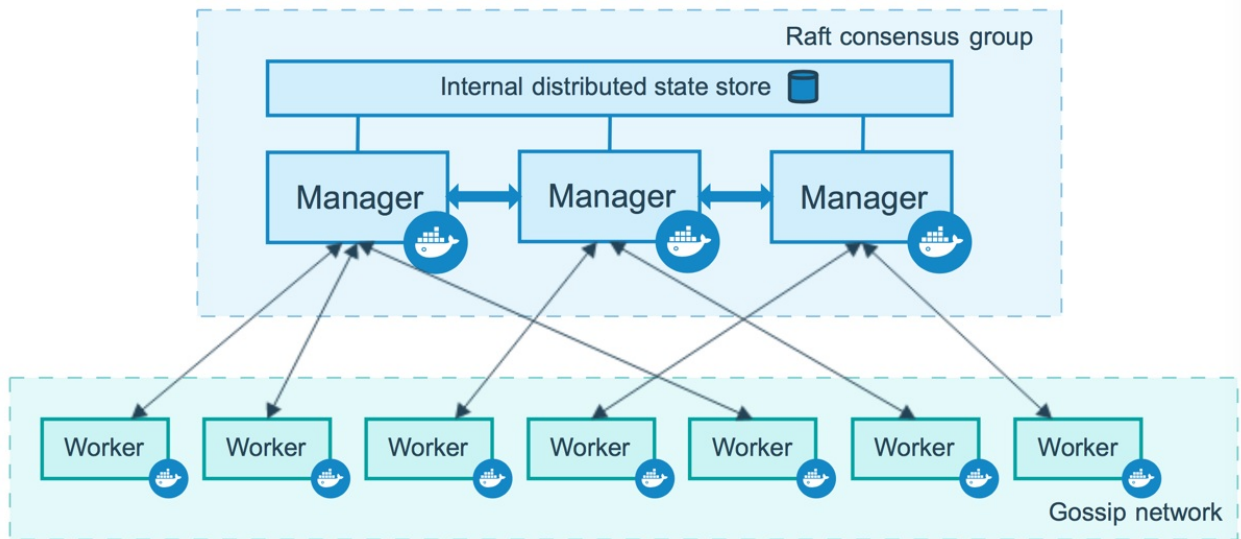 Raft consensus group
Internal distributed state store
Manager
Manager
Manager
Worker
Worker
Worker
Worker
Worker
Worker
Worker
Gossip network